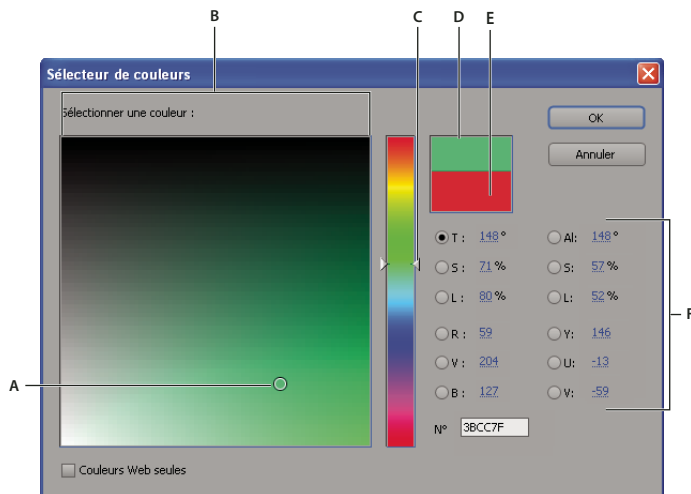 B C D E
Sélecteur de couleurs
Sélectionner une couleur :
OK
Annuler
T : 148 ° Al: 148 °
S : 71 % S: 57 %
L : 80 % L: 52 %
F
R : 59 Y: 146
V : 204 U: -13
A
B : 127 V: -59
N° 3BCC7F
Couleurs Web seules